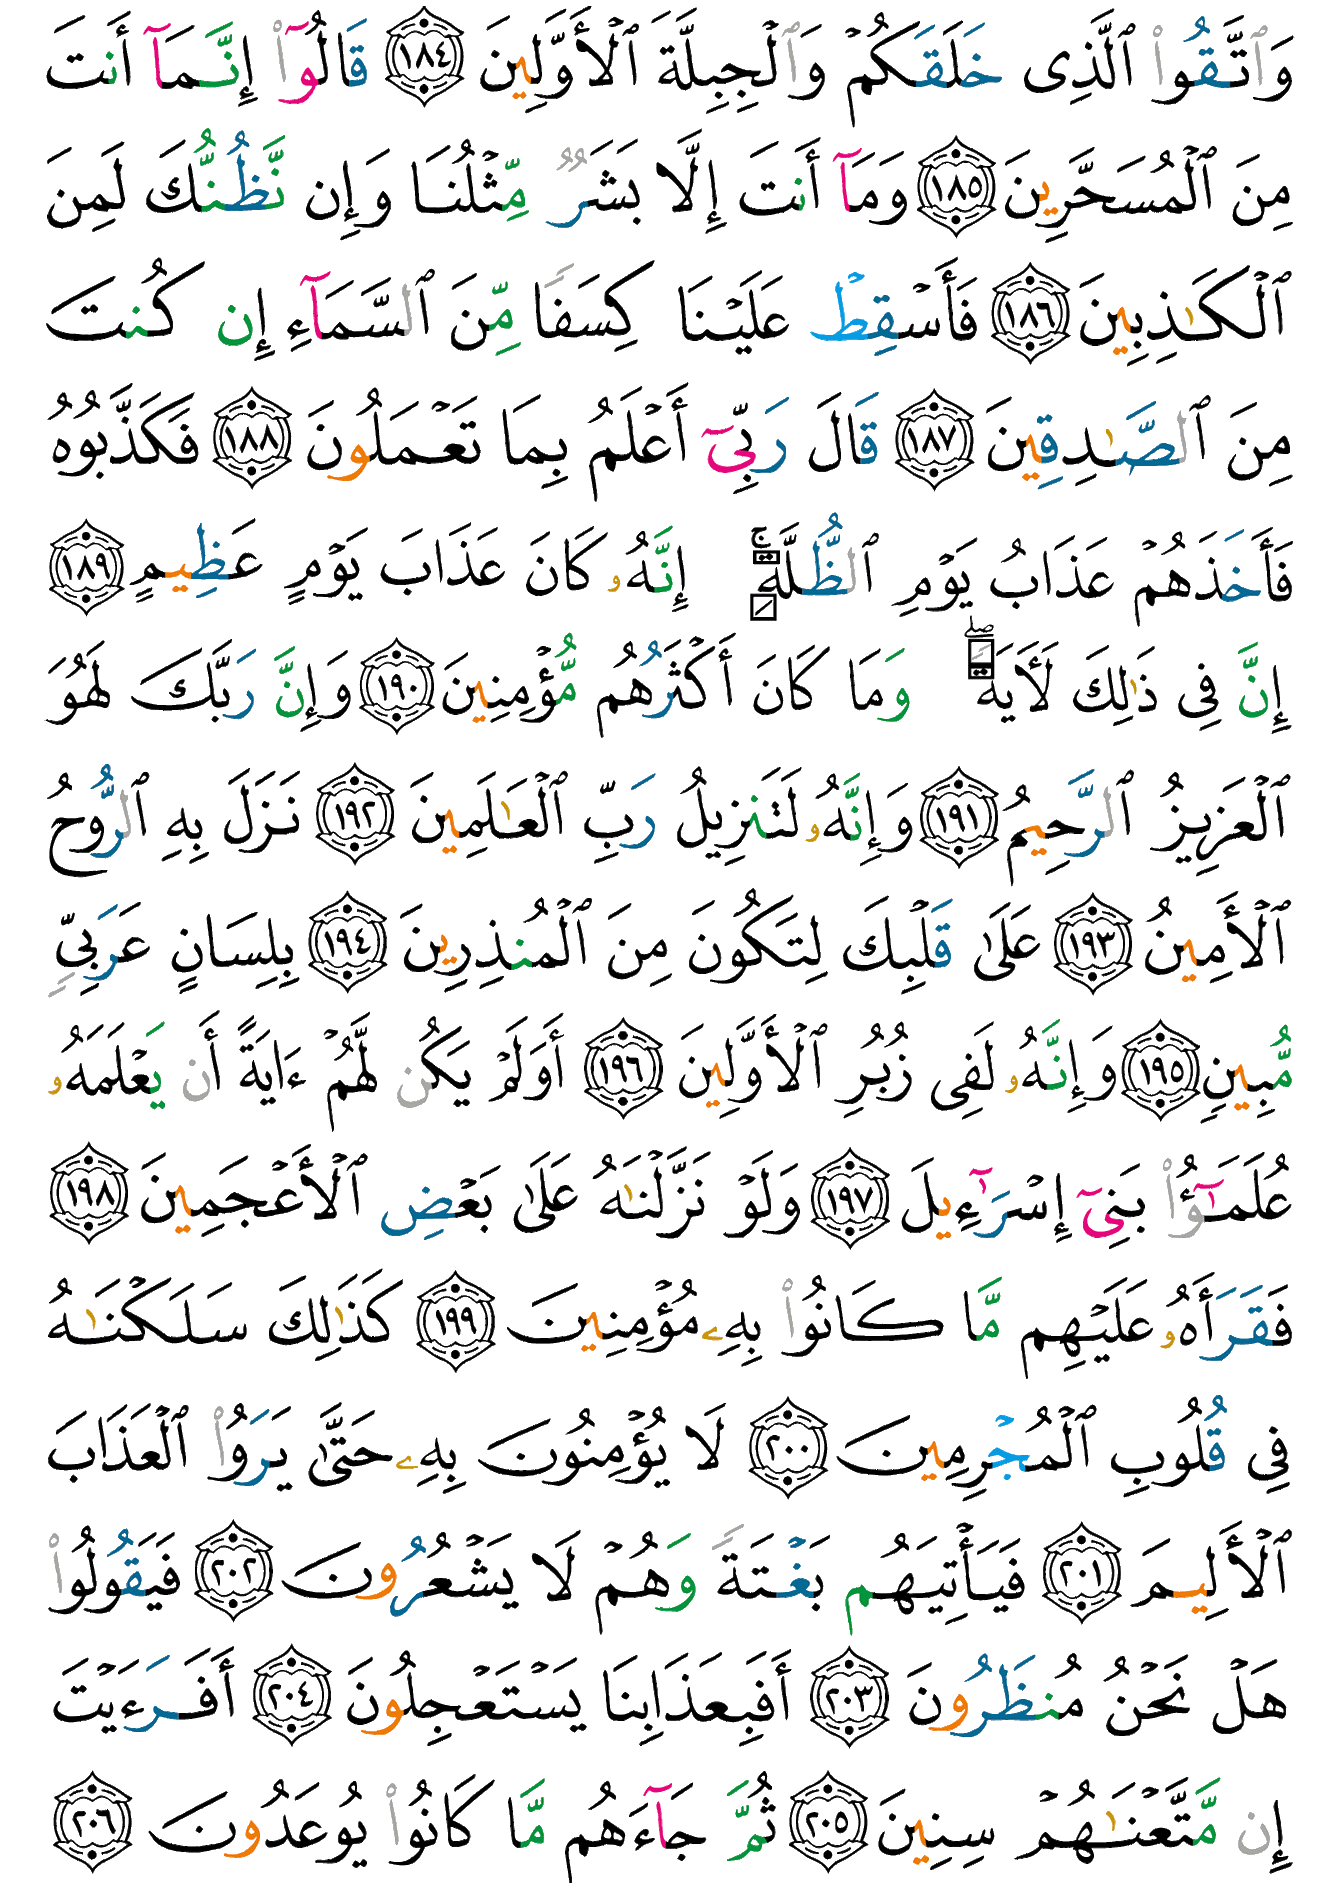 وَٱتَّقُوا۟ ٱلَّذِى خَلَقَكُمْ وَٱلْجِبِلَّةَ ٱلْأَوَّلِينَ ١٨٤ قَالُوٓا۟ إِنَّمَآ أَنتَ
مِنَ ٱلْمُسَحَّرِينَ ١٨٥ وَمَآ أَنتَ إِلَّا بَشَرٌ مِّثْلُنَا وَإِن نَّظُنُّكَ لَمِنَ
ٱلْكَـٰذِبِينَ ١٨٦ فَأَسْقِطْ عَلَيْنَا كِسَفًا مِّنَ ٱلسَّمَآءِ إِن كُنتَ
مِنَ ٱلصَّـٰدِقِينَ ١٨٧ قَالَ رَبِّىٓ أَعْلَمُ بِمَا تَعْمَلُونَ ١٨٨ فَكَذَّبُوهُ
فَأَخَذَهُمْ عَذَابُ يَوْمِ ٱلظُّلَّةِ ۚ إِنَّهُۥ كَانَ عَذَابَ يَوْمٍ عَظِيمٍ ١٨٩
إِنَّ فِى ذَٰلِكَ لَـَٔايَةً ۖ وَمَا كَانَ أَكْثَرُهُم مُّؤْمِنِينَ ١٩٠ وَإِنَّ رَبَّكَ لَهُوَ
ٱلْعَزِيزُ ٱلرَّحِيمُ ١٩١ وَإِنَّهُۥ لَتَنزِيلُ رَبِّ ٱلْعَـٰلَمِينَ ١٩٢ نَزَلَ بِهِ ٱلرُّوحُ
ٱلْأَمِينُ ١٩٣ عَلَىٰ قَلْبِكَ لِتَكُونَ مِنَ ٱلْمُنذِرِينَ ١٩٤ بِلِسَانٍ عَرَبِىٍّ
مُّبِينٍ ١٩٥ وَإِنَّهُۥ لَفِى زُبُرِ ٱلْأَوَّلِينَ ١٩٦ أَوَلَمْ يَكُن لَّهُمْ ءَايَةً أَن يَعْلَمَهُۥ
عُلَمَـٰٓؤُا۟ بَنِىٓ إِسْرَٰٓءِيلَ ١٩٧ وَلَوْ نَزَّلْنَـٰهُ عَلَىٰ بَعْضِ ٱلْأَعْجَمِينَ ١٩٨
فَقَرَأَهُۥ عَلَيْهِم مَّا كَانُوا۟ بِهِۦ مُؤْمِنِينَ ١٩٩ كَذَٰلِكَ سَلَكْنَـٰهُ
فِى قُلُوبِ ٱلْمُجْرِمِينَ ٢٠٠ لَا يُؤْمِنُونَ بِهِۦ حَتَّىٰ يَرَوُا۟ ٱلْعَذَابَ
ٱلْأَلِيمَ ٢٠١ فَيَأْتِيَهُم بَغْتَةً وَهُمْ لَا يَشْعُرُونَ ٢٠٢ فَيَقُولُوا۟
هَلْ نَحْنُ مُنظَرُونَ ٢٠٣ أَفَبِعَذَابِنَا يَسْتَعْجِلُونَ ٢٠٤ أَفَرَءَيْتَ
إِن مَّتَّعْنَـٰهُمْ سِنِينَ ٢٠٥ ثُمَّ جَآءَهُم مَّا كَانُوا۟ يُوعَدُونَ ٢٠٦